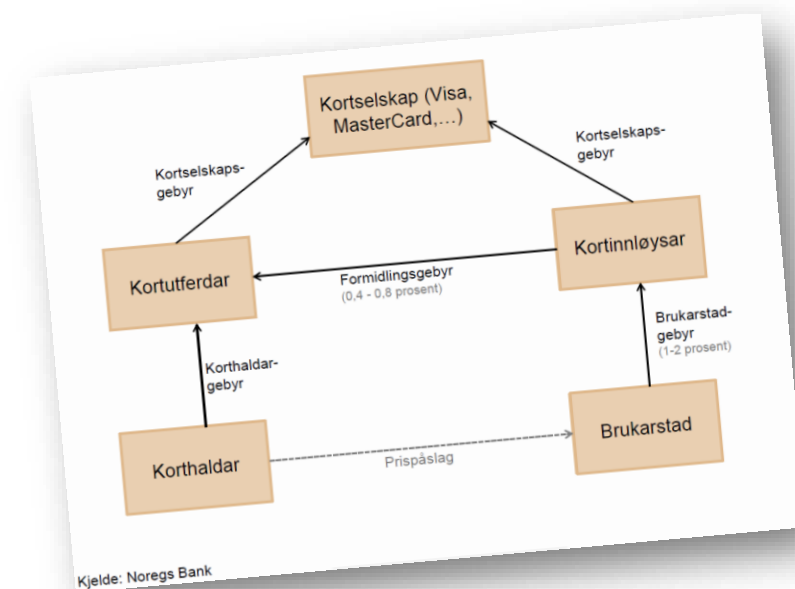 Kortselskap (Visa,
MasterCard,...)
Kortselskaps-
gebyr
Kortselskaps-
gebyr
Kortutferdar
Kortinnløysar
Formidlingsgebyr
(0,4 - 0,8 prosent)
Brukarstad-
gebyr
(1-2 prosent)
Korthaldar-
gebyr
Korthaldar
Prispåslag
Brukarstad
Kjelde: Noregs Bank